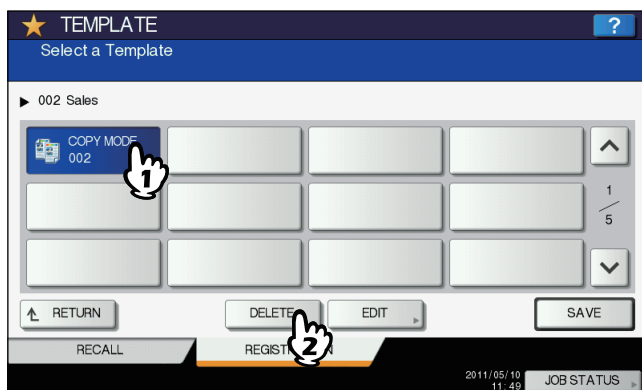 TEMPLATE
?
Select a Template
002 Sales
COPY MODE
002
1
1
5
RETURN
DELETE
EDIT
SAVE
2
RECALL
2011/05/10
11:49
JOB STATUS